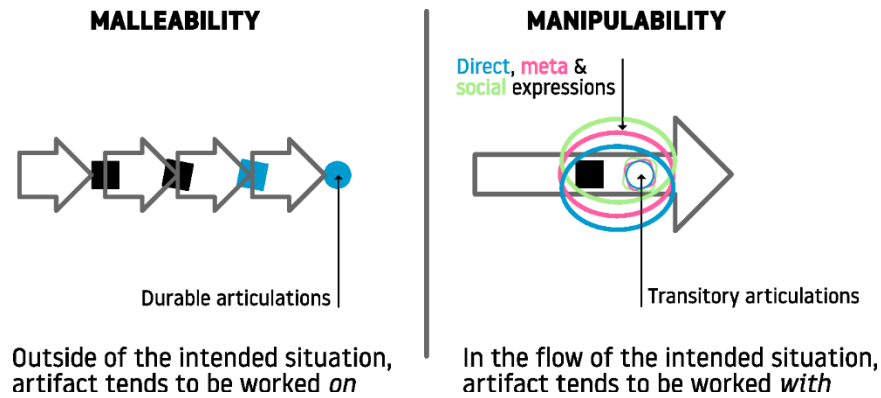 MALLEABILITY
Durable articulations
Outside of the intended situation,
artifact tends to be worked on
MANIPULABILITY
Direct, meta &
social expressions
Transitory articulations
In the flow of the intended situation,
artifact tends to be worked with